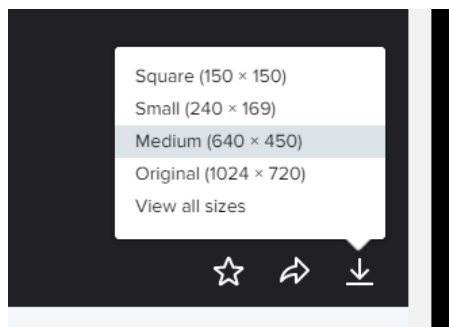 Square (150 × 150)
Small (240 × 169)
Medium (640 × 450)
Original (1024 × 720)
View all sizes